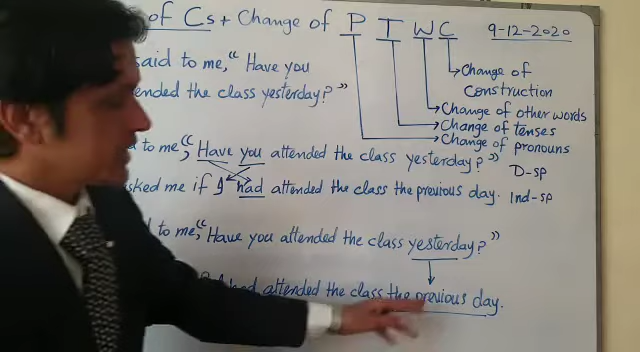 of Cs + Change of P T W C 9-12-2020
said to me, "Have you
ended the class yesterday?"
Change of
Construction
Change of other words
Change of tenses
Change of pronouns
to me, "Have you attended the class yesterday?" D-sp
asked me if I had attended the class the previous day. Ind-sp
to me, "Have you attended the class yesterday?"
had attended the class the previous day.